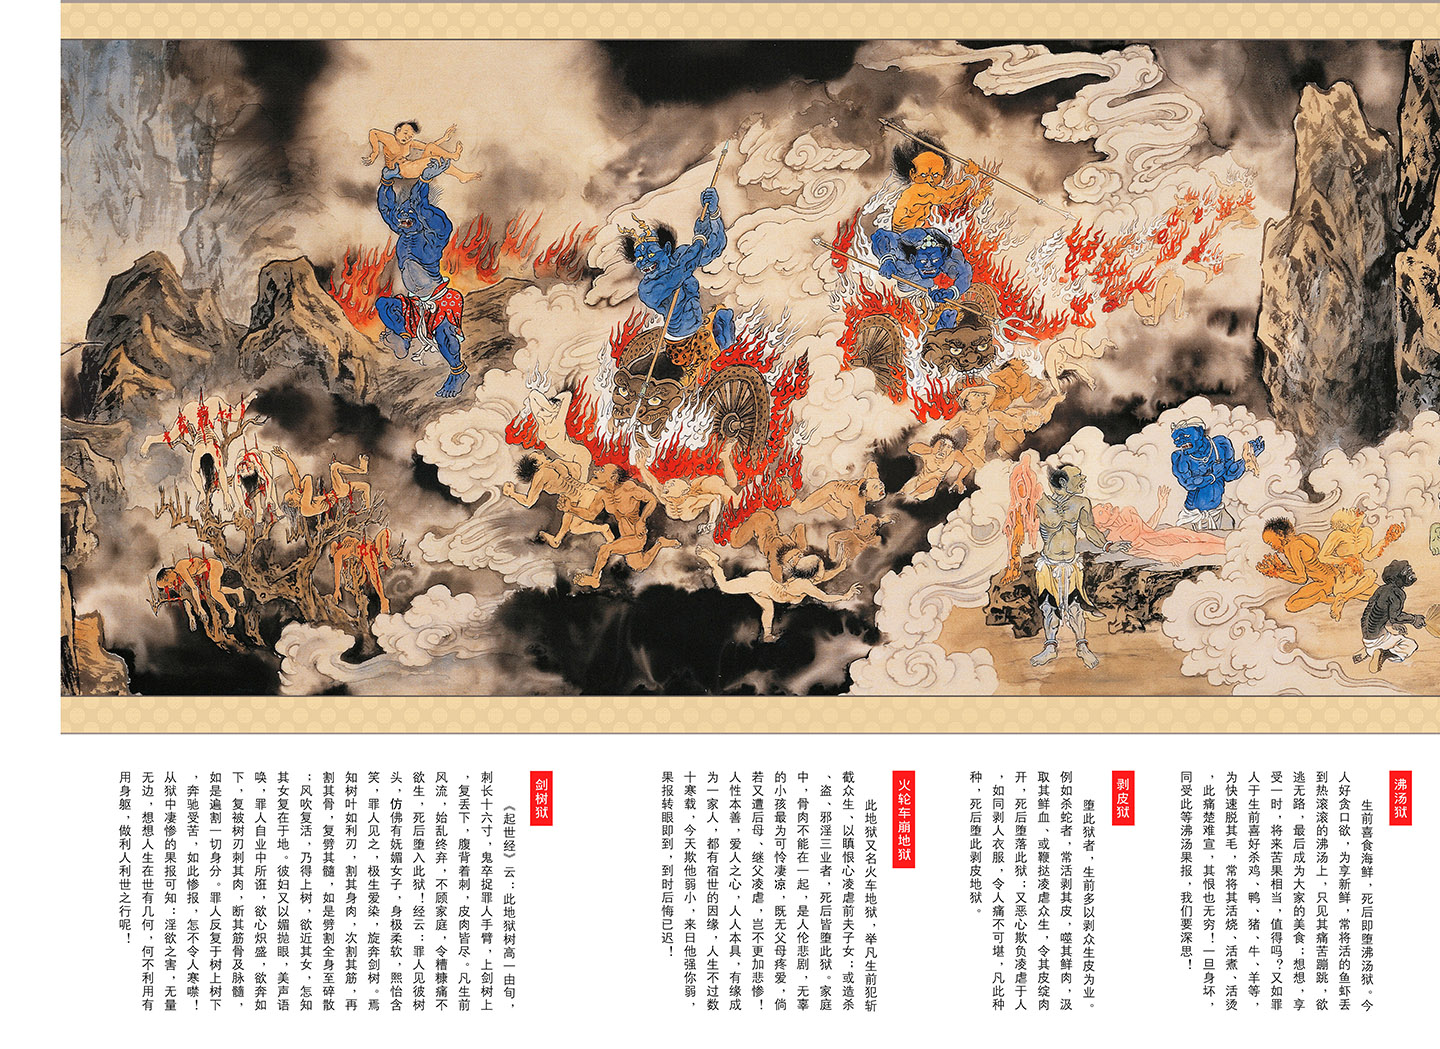 沸汤狱
生前喜食海鲜，死后即堕沸汤狱。今
人好贪口欲，为享新鲜，常将活的鱼虾丢
到热滚滚的沸汤上，只见其痛苦蹦跳，欲
逃无路，最后成为大家的美食；想想，享
受一时，将来苦果相当，值得吗？又如罪
人于生前喜好杀鸡、鸭、猪、牛、羊等，
为快速脱其毛，常将其活烧、活煮、活烫
，此痛楚难宣，其恨也无穷！一旦身坏，
同受此等沸汤果报，我们要深思！
剥皮狱
堕此狱者，生前多以剥众生皮为业。
例如杀蛇者，常活剥其皮，噬其鲜肉，汲
取其鲜血、或鞭挞凌虐众生，令其皮绽肉
开，死后堕落此狱；又恶心欺负凌虐于人
，如同剥人衣服，令人痛不可堪，凡此种
种，死后堕此剥皮地狱。
火轮车崩地狱
此地狱又名火车地狱，举凡生前犯斩
截众生、以瞋恨心凌虐前夫子女；或造杀
、盗、邪淫三业者，死后皆堕此狱。家庭
中，骨肉不能在一起，是人伦悲剧，无辜
的小孩最为可怜凄凉，既无父母疼爱，倘
若又遭后母、继父凌虐，岂不更加悲惨！
人性本善，爱人之心，人人本具，有缘成
为一家人，都有宿世的因缘，人生不过数
十寒载，今天欺他弱小，来日他强你弱，
果报转眼即到，到时后悔已迟！
剑树狱
《起世经》云：此地狱树高一由旬，
刺长十六寸，鬼卒捉罪人手臂，上剑树上
，复丢下，腹背着刺，皮肉皆尽。凡生前
风流，始乱终弃，不顾家庭，令糟糠痛不
欲生，死后堕入此狱！经云：罪人见彼树
头，仿佛有妩媚女子，身极柔软，熙怡含
笑，罪人见之，极生爱染，旋奔剑树。焉
知树叶如利刃，割其身肉，次割其筋，再
割其骨，复劈其髓，如是劈割全身至碎散
；风吹复活，乃得上树，欲近其女，怎知
其女复在于地。彼妇又以媚抛眼，美声语
唤，罪人自业中所诳，欲心炽盛，欲奔如
下，复被树刃刺其肉，断其筋骨及脉髓，
如是遍割一切身分。罪人反复于树上树下
，奔驰受苦，如此惨报，怎不令人寒噤！
从狱中凄惨的果报可知：淫欲之害，无量
无边，想想人生在世有几何，何不利用有
用身躯，做利人利世之行呢！